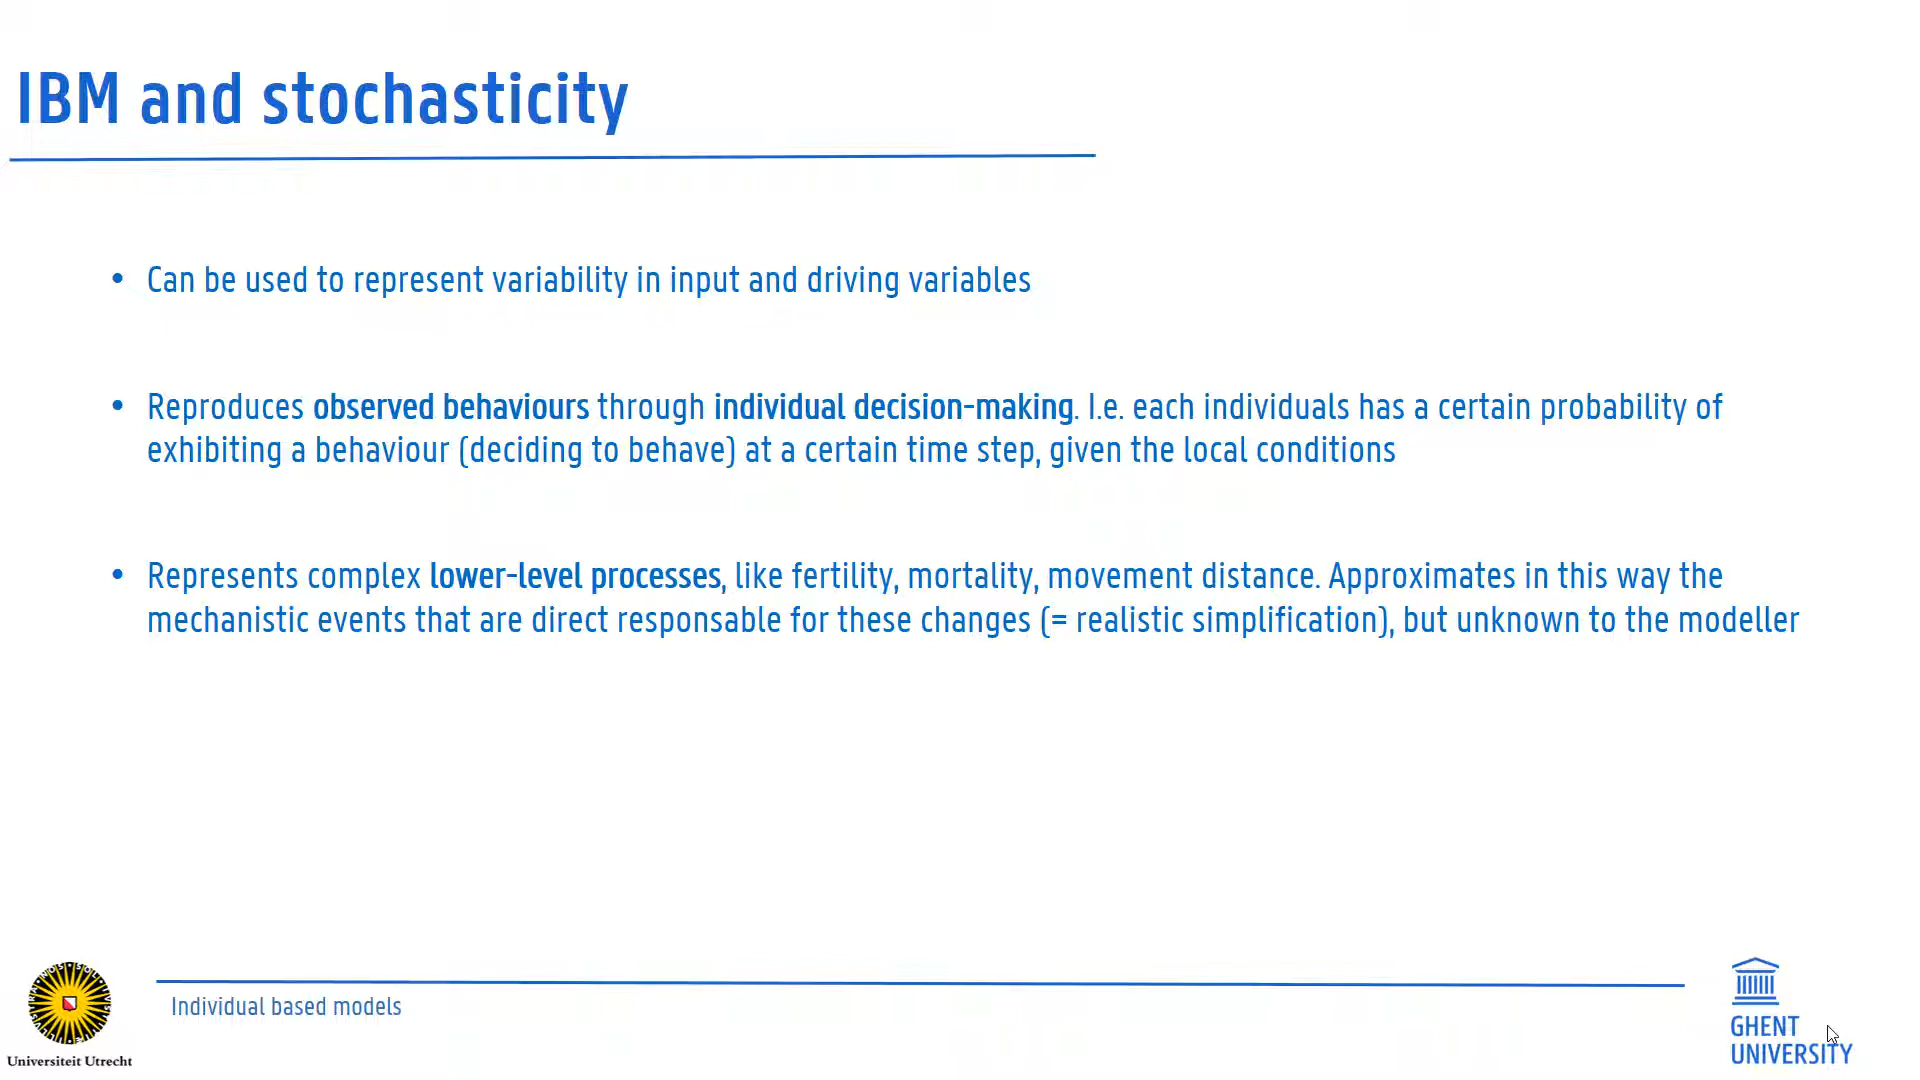 IBM and stochasticity
• Can be used to represent variability in input and driving variables
• Reproduces observed behaviours through individual decision-making. I.e. each individuals has a certain probability of
exhibiting a behaviour (deciding to behave) at a certain time step, given the local conditions
• Represents complex lower-level processes, like fertility, mortality, movement distance. Approximates in this way the
mechanistic events that are direct responsable for these changes (= realistic simplification), but unknown to the modeller
Individual based models
Universiteit Utrecht
GHENT
UNIVERSITY